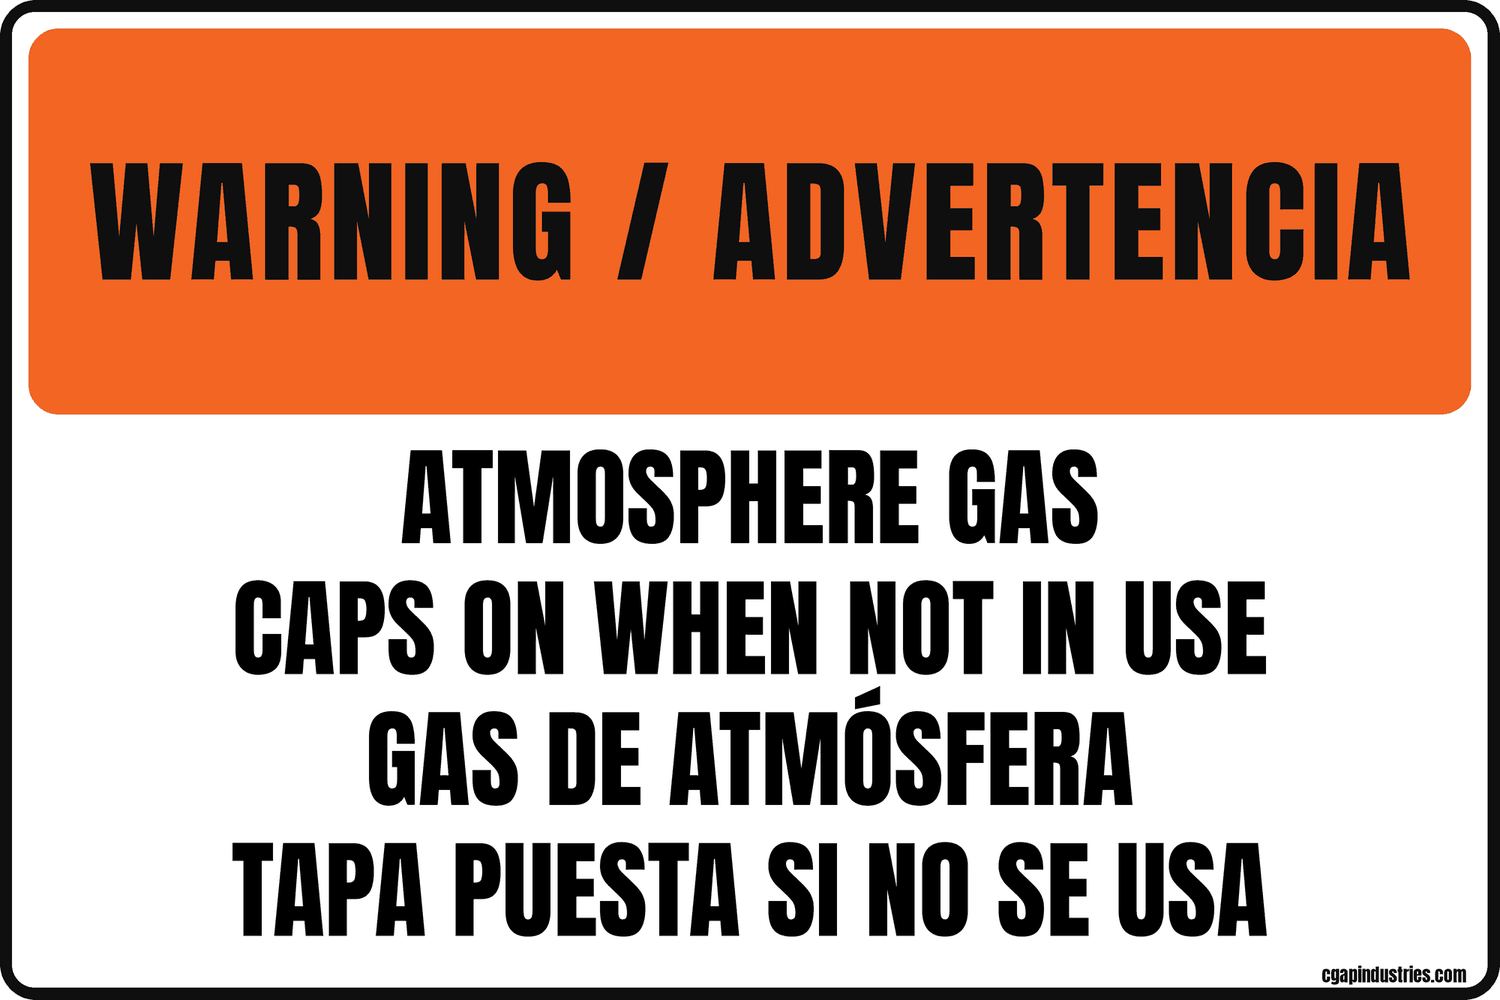 WARNING / ADVERTENCIA
ATMOSPHERE GAS
CAPS ON WHEN NOT IN USE
GAS DE ATMÓSFERA
TAPA PUESTA SI NO SE USA
cgapindustries.com